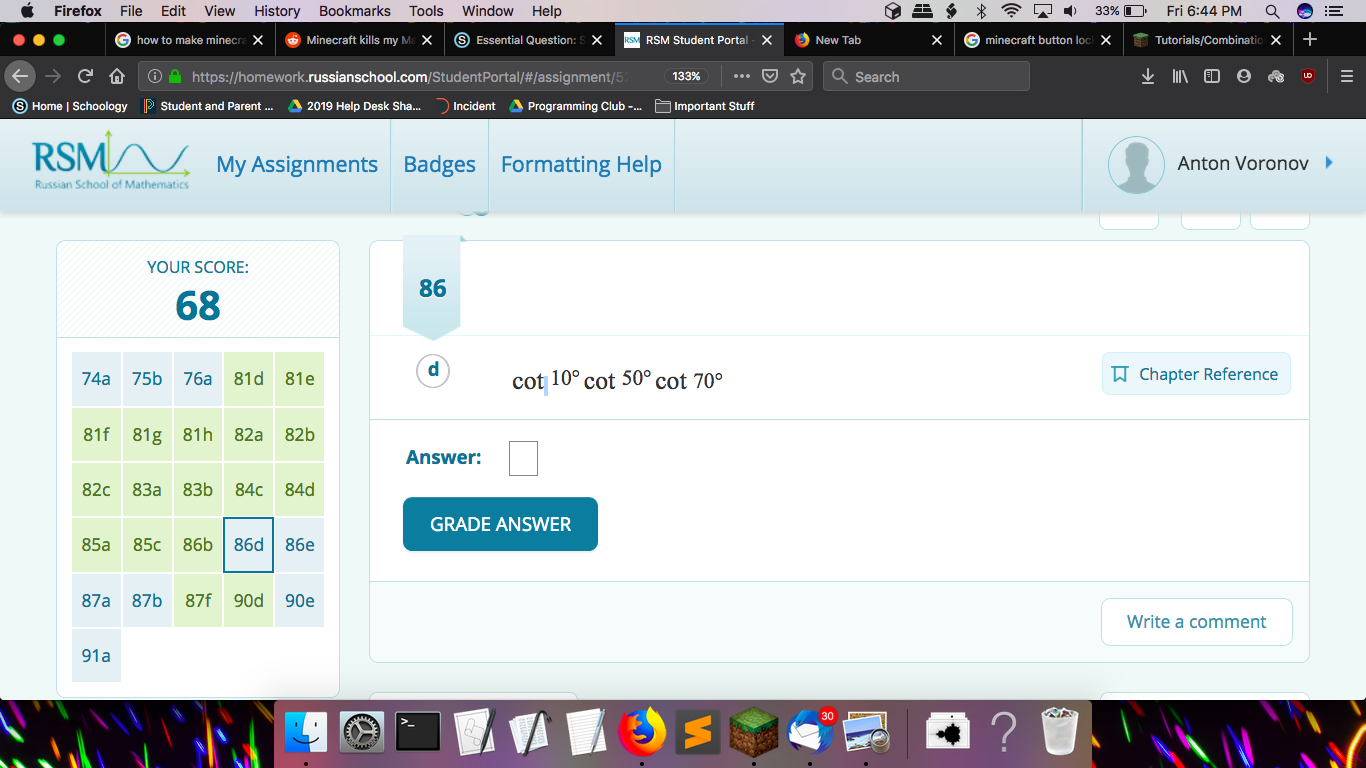 Firefox File Edit View History Bookmarks Tools Window Help 33% Fri 6:44 PM
how to make minecra Minecraft kills my Ma Essential Question: S RSM RSM Student Portal - New Tab minecraft button loc Tutorials/Combinatio
https://homework.russianschool.com/StudentPortal/#/assignment/5 133% Search
Home | Schoology Student and Parent ... 2019 Help Desk Sha... Incident Programming Club -... Important Stuff
RSM
Russian School of Mathematics
My Assignments Badges Formatting Help Anton Voronov
YOUR SCORE:
68
74a 75b 76a 81d 81e
81f 81g 81h 82a 82b
82c 83a 83b 84c 84d
85a 85c 86b 86d 86e
87a 87b 87f 90d 90e
91a
86
d cot 10° cot 50° cot 70° Chapter Reference
Answer:
GRADE ANSWER
Write a comment
30